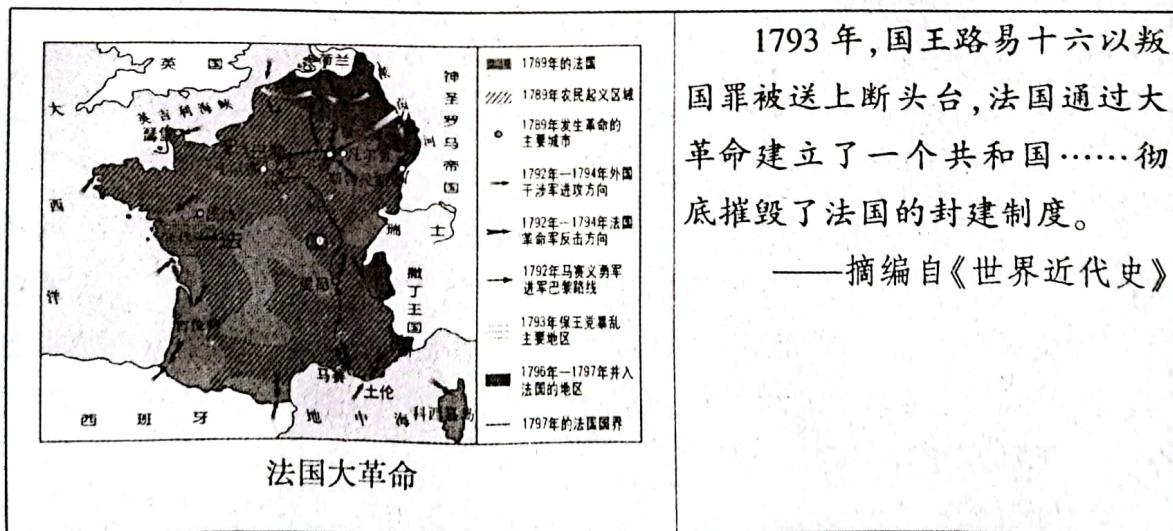 英国
荷兰
大
英吉利海峡
莱
茵
河
神圣罗马帝国
西
瑞士
洋
撒丁王国
马赛
土伦
西班牙
地中海
科西嘉岛
1789年的法国
1789年农民起义区域
1789年发生革命的
主要城市
1792年—1794年外国
干涉军进攻方向
1792年—1794年法国
革命军反击方向
1792年马赛义勇军
进军巴黎路线
1793年保王党暴乱
主要地区
1796年—1797年并入
法国的地区
1797年的法国国界
法国大革命
1793年,国王路易十六以叛
国罪被送上断头台,法国通过大
革命建立了一个共和国……彻
底摧毁了法国的封建制度。
——摘编自《世界近代史》